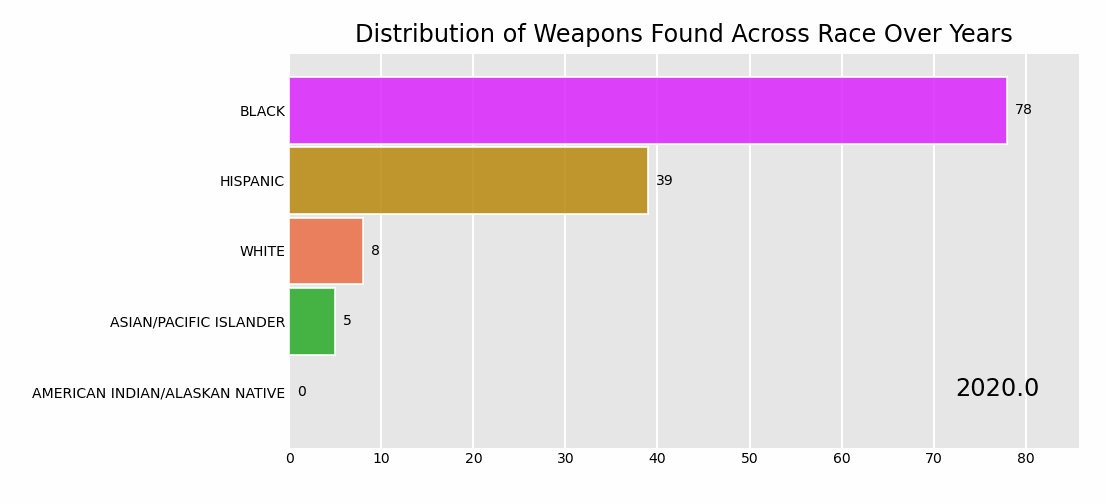 Distribution of Weapons Found Across Race Over Years
BLACK 78
HISPANIC 39
WHITE 8
ASIAN/PACIFIC ISLANDER 5
AMERICAN INDIAN/ALASKAN NATIVE 0 2020.0
0 10 20 30 40 50 60 70 80